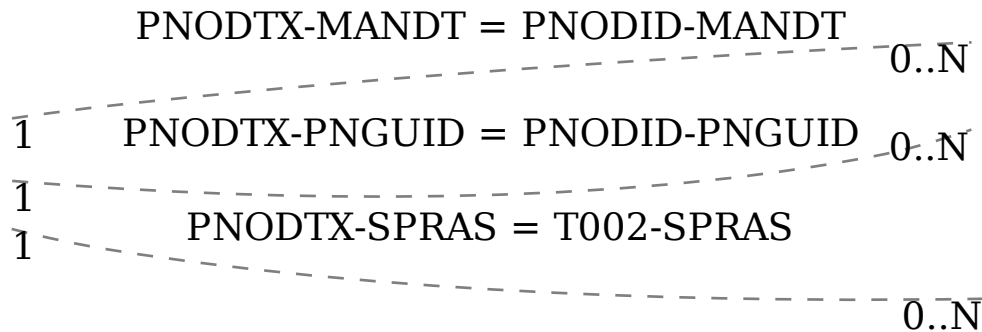 PNODTX-MANDT = PNODID-MANDT
0..N
1
PNODTX-PNGUID = PNODID-PNGUID
0..N
1
PNODTX-SPRAS = T002-SPRAS
1
0..N